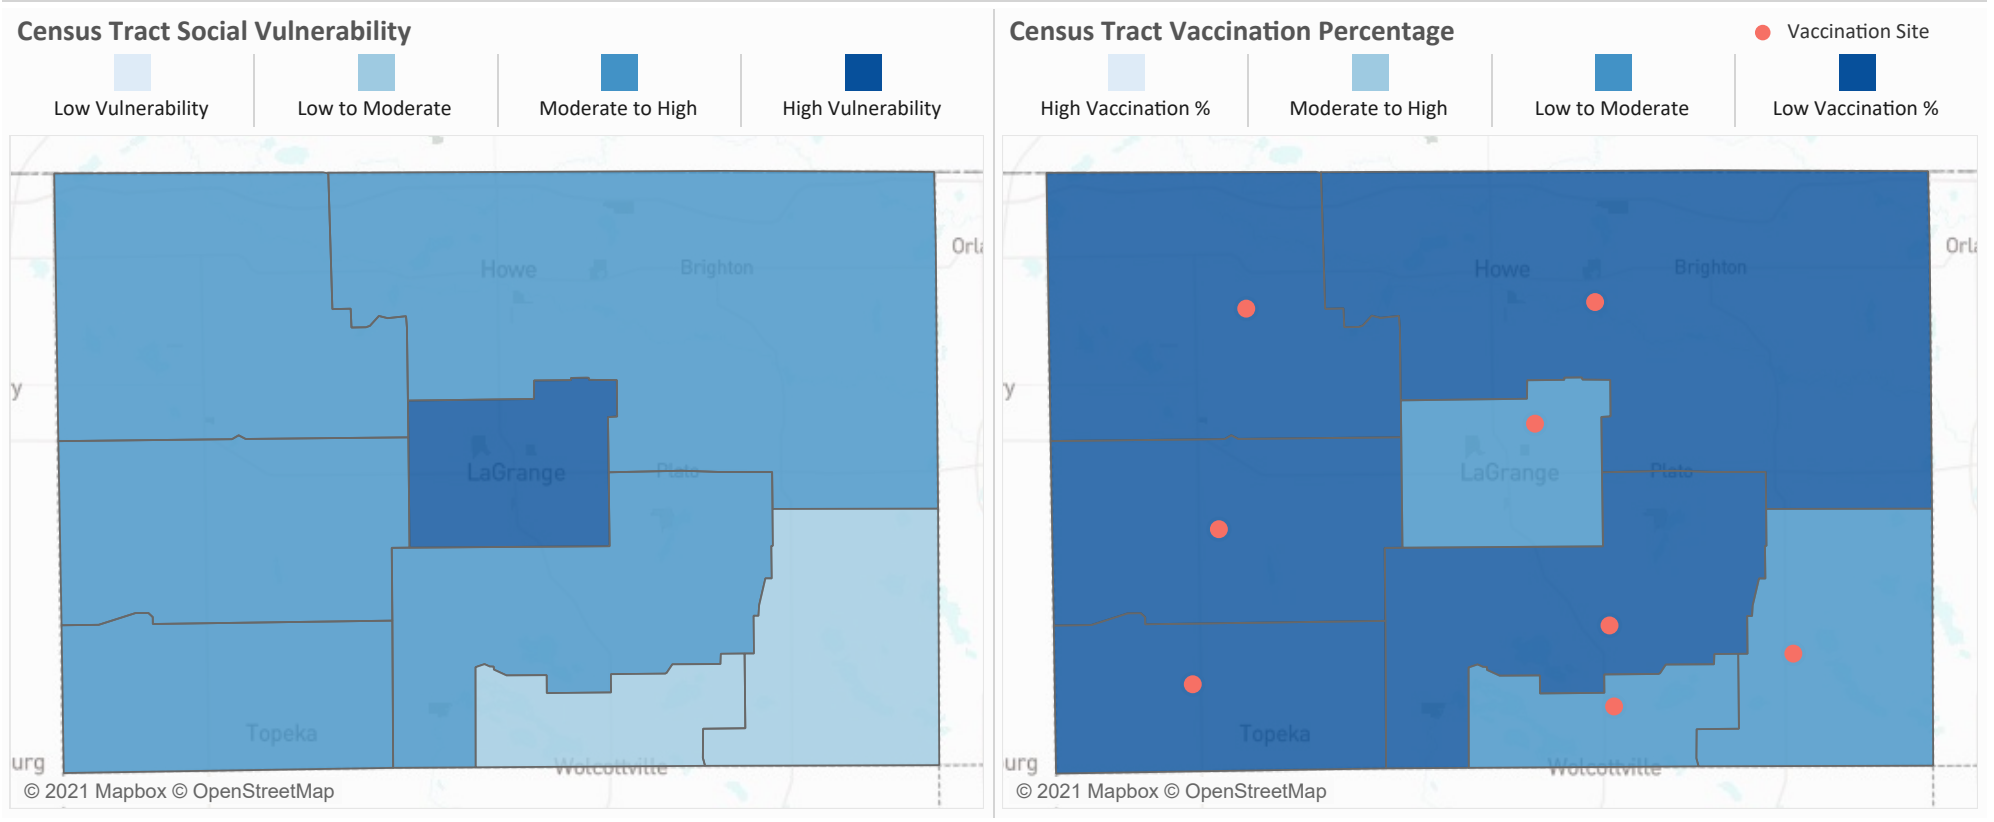 Census Tract Social Vulnerability
Low Vulnerability
Low to Moderate
Moderate to High
High Vulnerability
Howe
Brighton
Orla
y
LaGrange
Plato
Topeka
Wolcottville
urg
© 2021 Mapbox © OpenStreetMap
Census Tract Vaccination Percentage
Vaccination Site
High Vaccination %
Moderate to High
Low to Moderate
Low Vaccination %
Howe
Brighton
Orla
y
LaGrange
Plato
Topeka
Wolcottville
urg
© 2021 Mapbox © OpenStreetMap